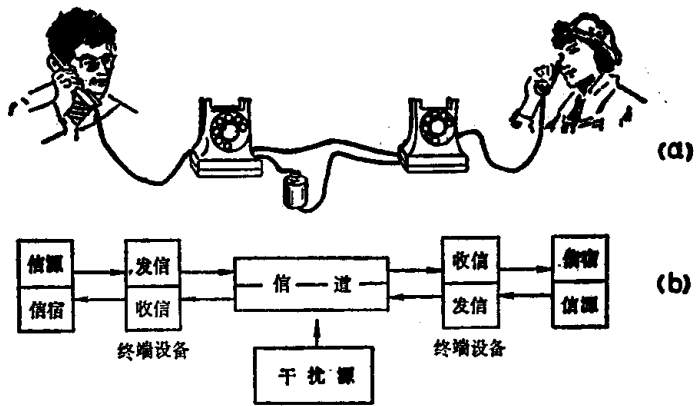 (a)
信源 发信 收信 信宿
信道
(b)
信宿 收信 发信 信源
终端设备 终端设备
干扰源